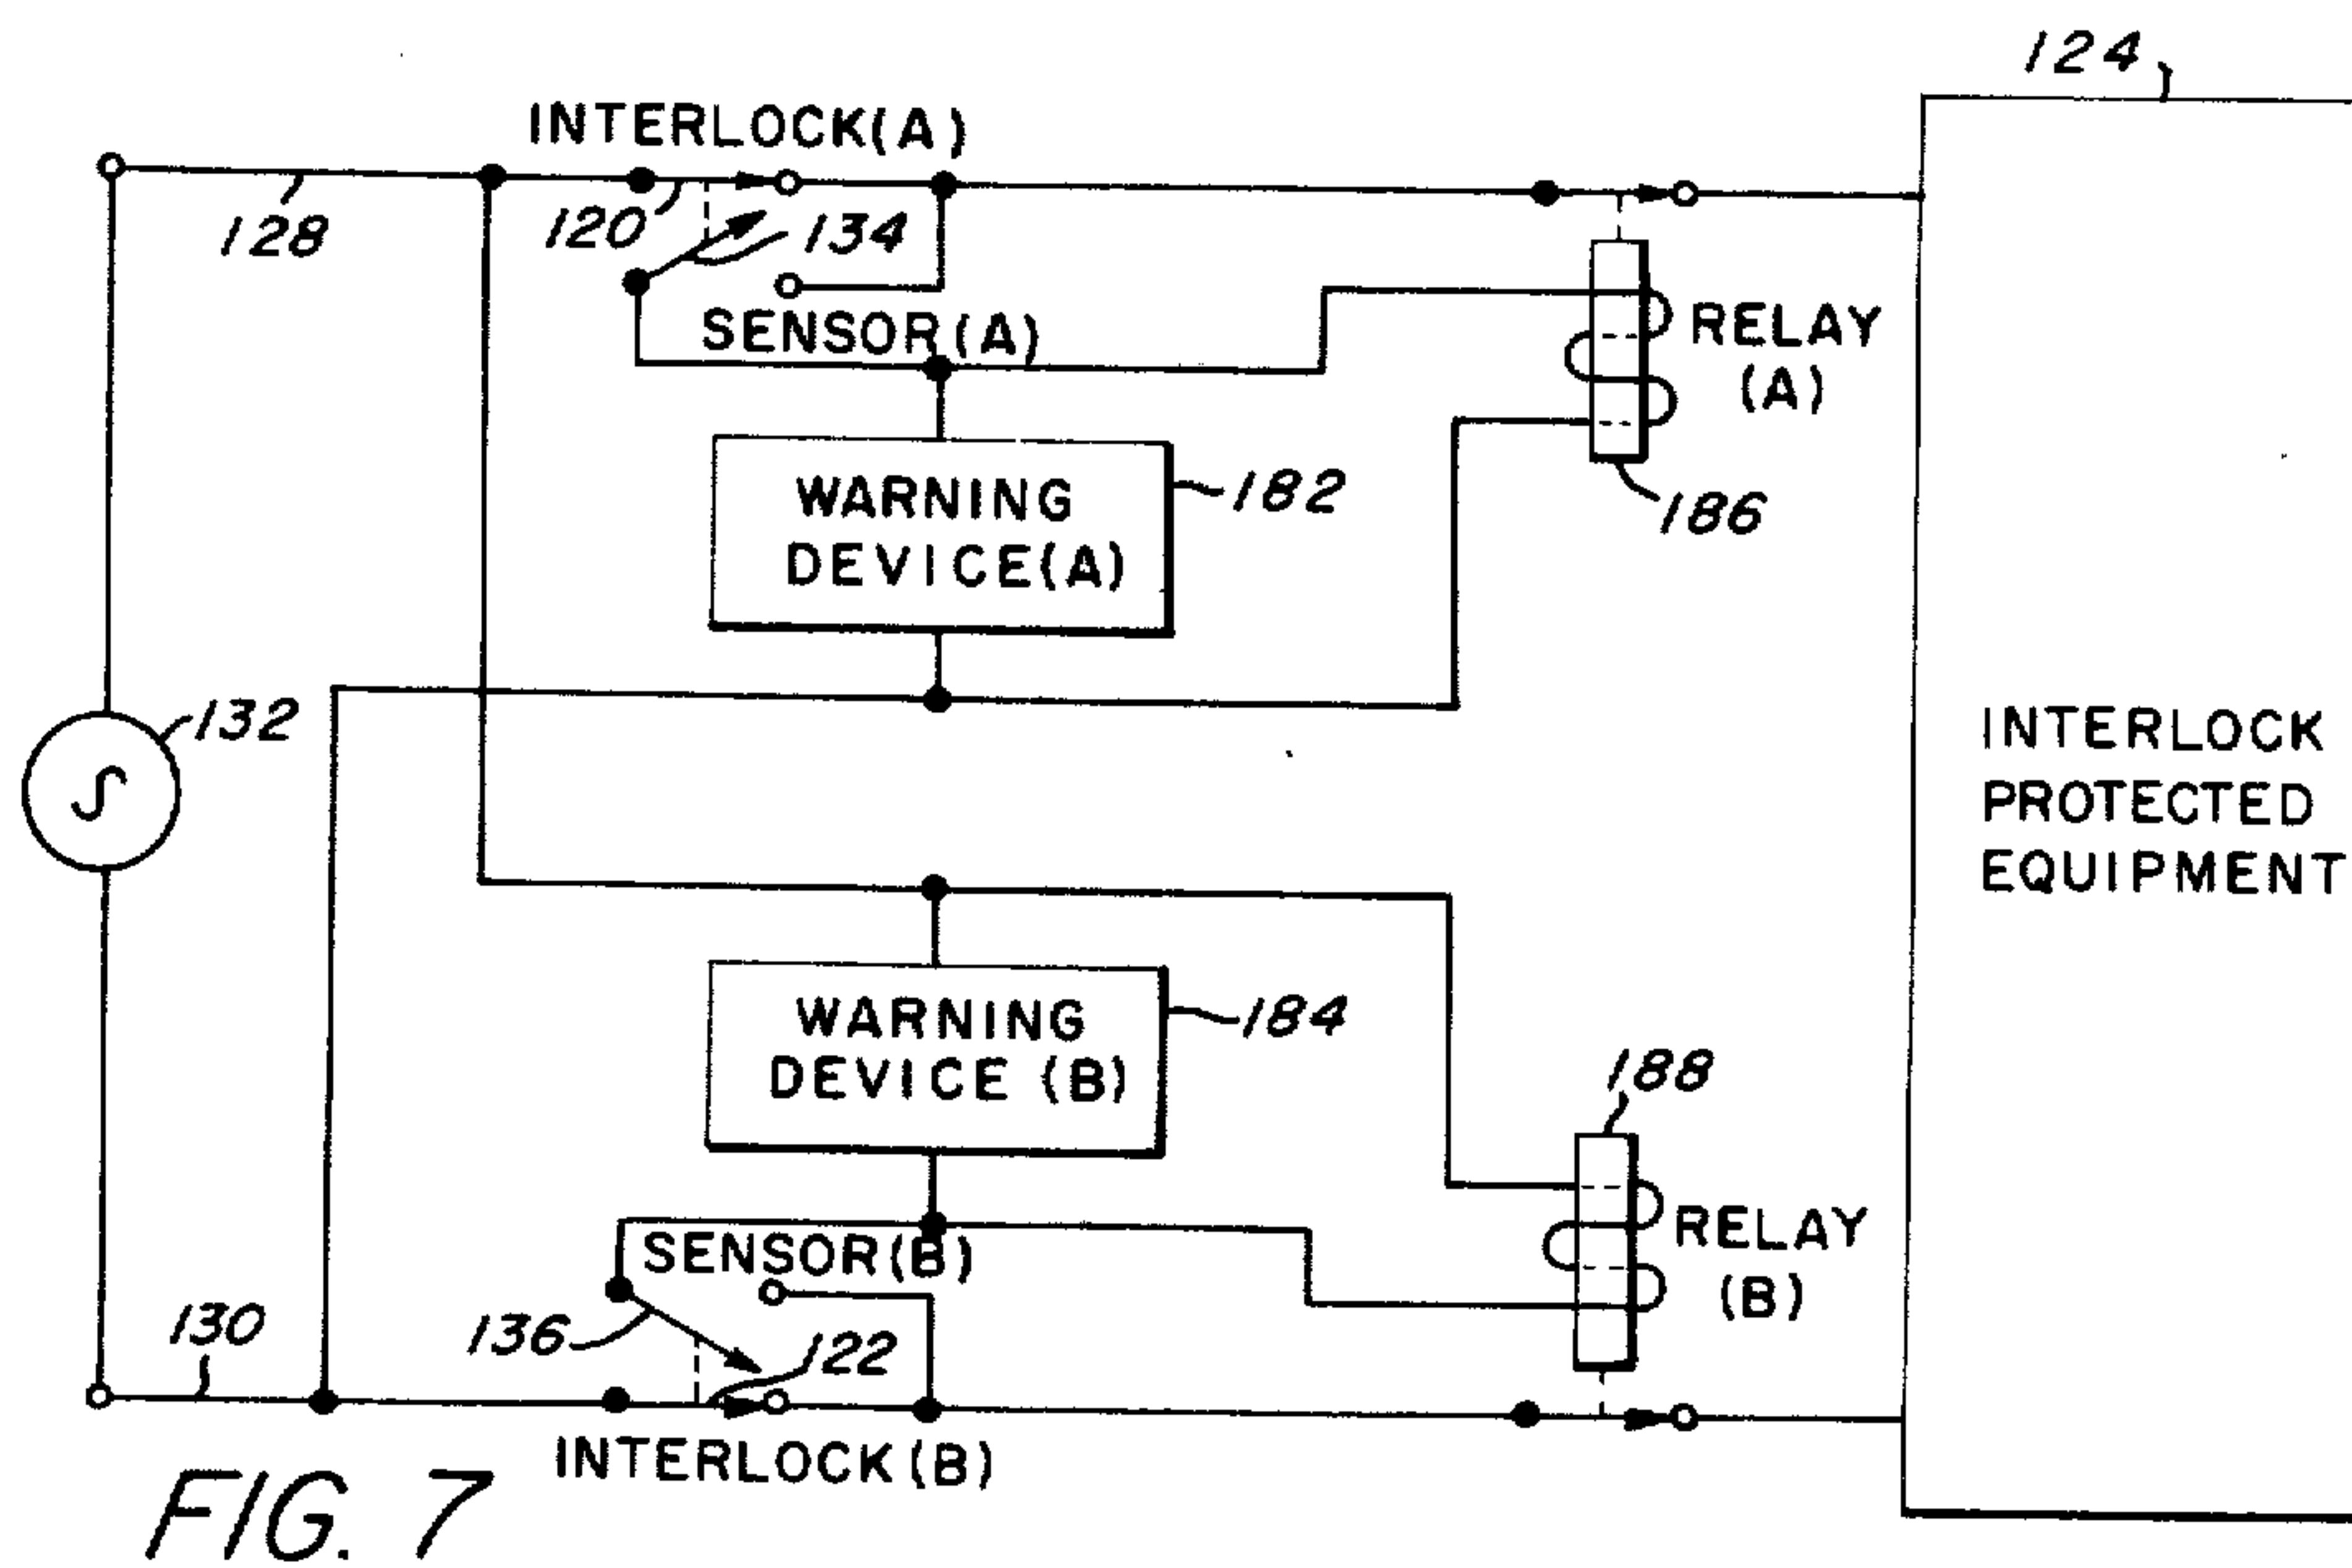 124
INTERLOCK(A)
128
120
134
SENSOR(A)
RELAY
(A)
WARNING
DEVICE(A)
182
186
132
INTERLOCK
PROTECTED
EQUIPMENT
WARNING
DEVICE (B)
184
188
SENSOR(B)
RELAY
(B)
130
136
122
INTERLOCK(B)
FIG. 7